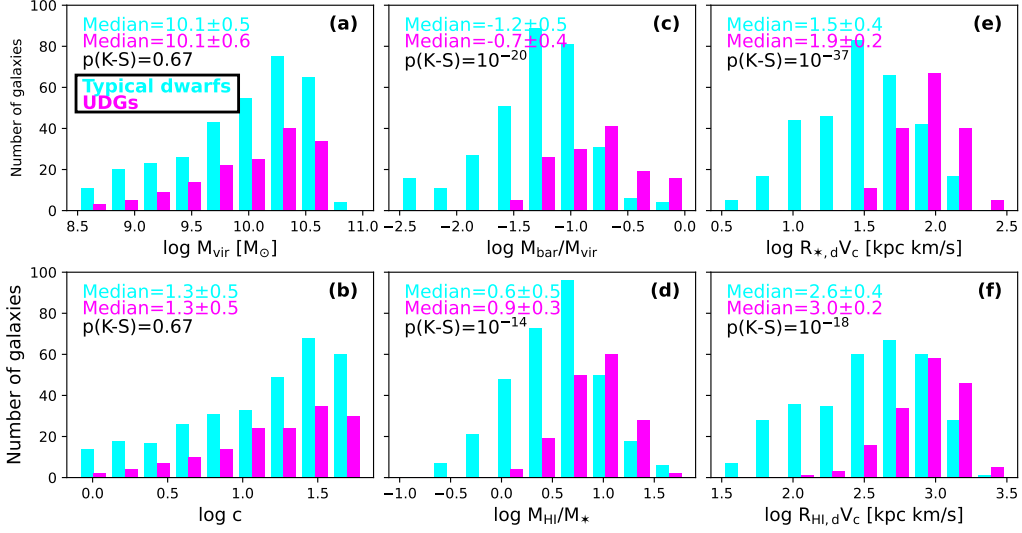 100
80
60
40
20
0
Number of galaxies
(a)
Median=10.1±0.5
Median=10.1±0.6
p(K-S)=0.67
Typical dwarfs
UDGs
8.5 9.0 9.5 10.0 10.5 11.0
log M_vir [M_⊙]
(c)
Median=-1.2±0.5
Median=-0.7±0.4
p(K-S)=10^−20
−2.5 −2.0 −1.5 −1.0 −0.5 0.0
log M_bar/M_vir
(e)
Median=1.5±0.4
Median=1.9±0.2
p(K-S)=10^−37
0.5 1.0 1.5 2.0 2.5
log R_★,d V_c [kpc km/s]
100
80
60
40
20
0
Number of galaxies
(b)
Median=1.3±0.5
Median=1.3±0.5
p(K-S)=0.67
0.0 0.5 1.0 1.5
log c
(d)
Median=0.6±0.5
Median=0.9±0.3
p(K-S)=10^−14
−1.0 −0.5 0.0 0.5 1.0 1.5
log M_HI/M_★
(f)
Median=2.6±0.4
Median=3.0±0.2
p(K-S)=10^−18
1.5 2.0 2.5 3.0 3.5
log R_HI,d V_c [kpc km/s]